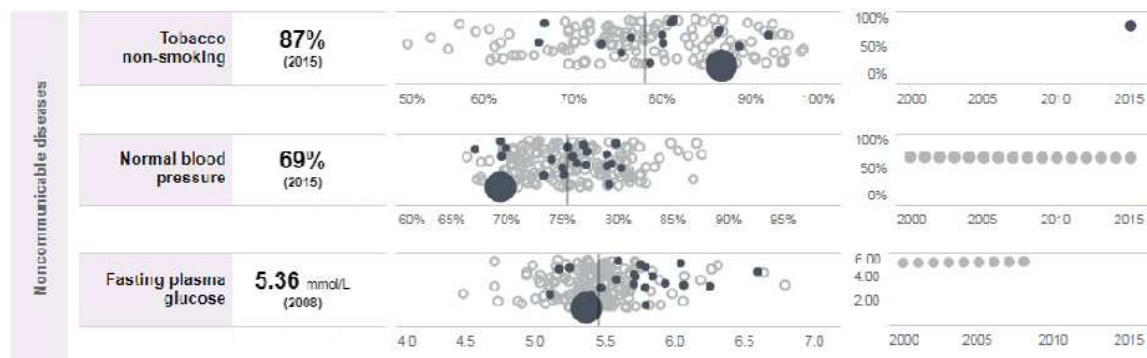 Noncommunicable diseases
Tobacco
non-smoking
87%
(2015)
50% 60% 70% 80% 90% 100%
100%
50%
0%
2000 2005 2010 2015
Normal blood
pressure
69%
(2015)
60% 65% 70% 75% 80% 85% 90% 95%
100%
50%
0%
2000 2005 2010 2015
Fasting plasma
glucose
5.36 mmol/L
(2008)
4.0 4.5 5.0 5.5 6.0 6.5 7.0
6.00
4.00
2.00
2000 2005 2010 2015